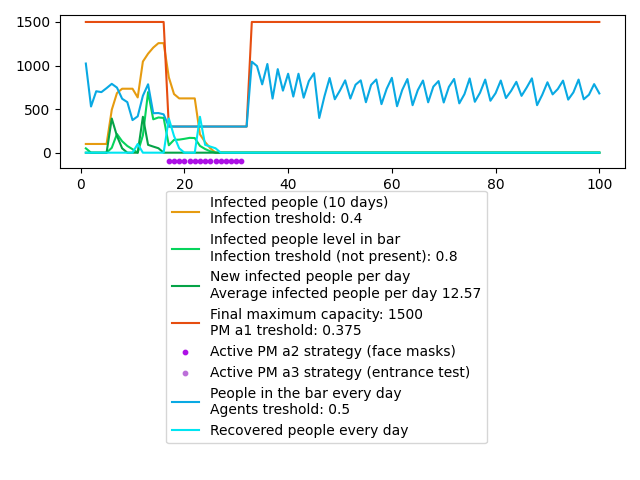 1500
1000
500
0
0 20 40 60 80 100
Infected people (10 days)
Infection treshold: 0.4
Infected people level in bar
Infection treshold (not present): 0.8
New infected people per day
Average infected people per day 12.57
Final maximum capacity: 1500
PM a1 treshold: 0.375
Active PM a2 strategy (face masks)
Active PM a3 strategy (entrance test)
People in the bar every day
Agents treshold: 0.5
Recovered people every day